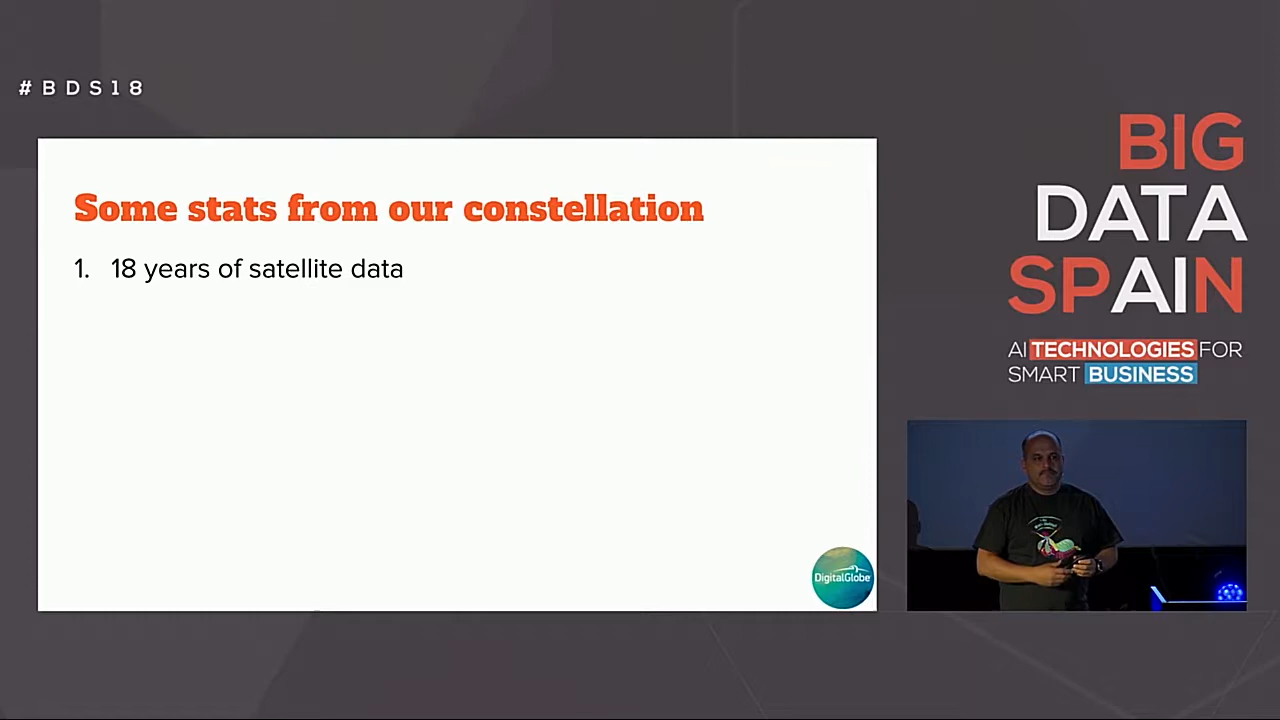 #BDS18
Some stats from our constellation
1. 18 years of satellite data
DigitalGlobe
BIG
DATA
SPAIN
AI TECHNOLOGIES FOR
SMART BUSINESS